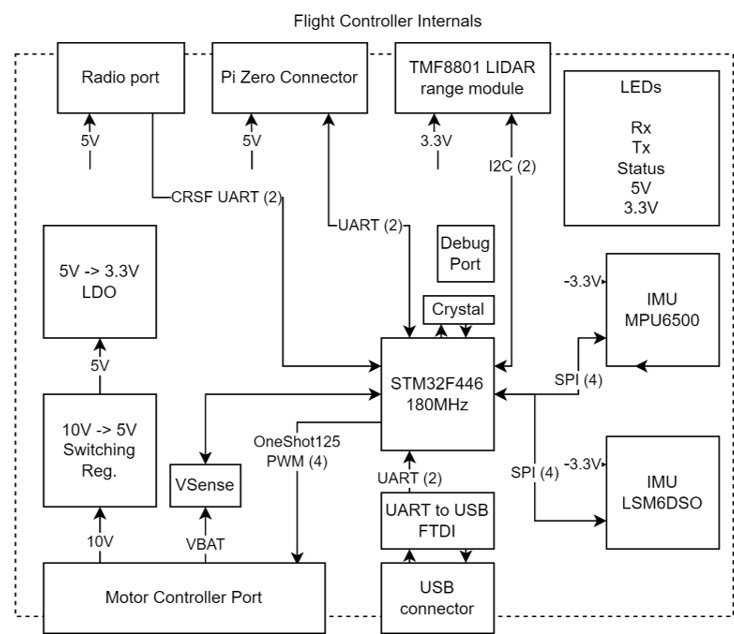 Flight Controller Internals
Radio port
Pi Zero Connector
TMF8801 LIDAR
range module
LEDs
Rx
Tx
Status
5V
3.3V
5V
5V
3.3V
I2C (2)
CRSF UART (2)
UART (2)
Debug
Port
5V -> 3.3V
LDO
3.3V
IMU
MPU6500
Crystal
STM32F446
180MHz
5V
SPI (4)
10V -> 5V
Switching
Reg.
OneShot125
PWM (4)
VSense
UART (2)
SPI (4)
3.3V
IMU
LSM6DSO
UART to USB
FTDI
10V
VBAT
Motor Controller Port
USB
connector